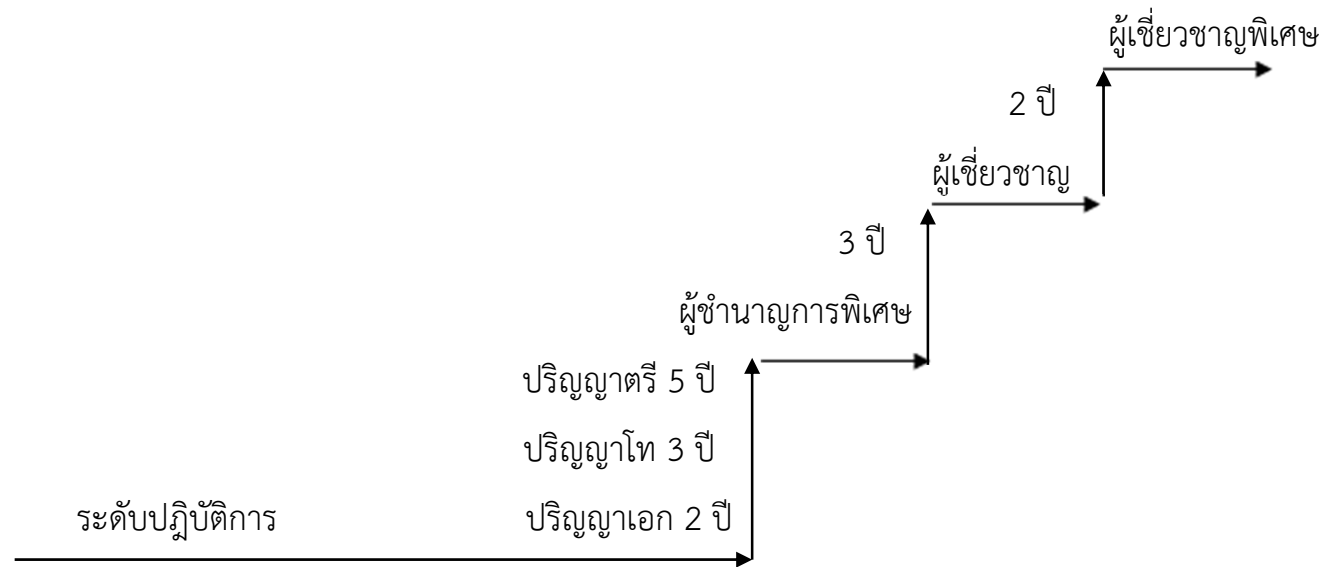 ผู้เชี่ยวชาญพิเศษ
2 ปี
ผู้เชี่ยวชาญ
3 ปี
ผู้ชำนาญการพิเศษ
ปริญญาตรี 5 ปี
ปริญญาโท 3 ปี
ระดับปฎิบัติการ ปริญญาเอก 2 ปี